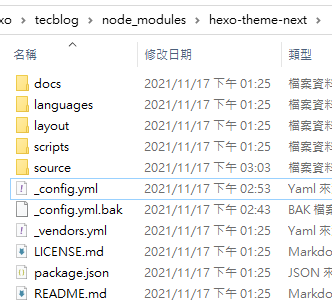 xo › tecblog › node_modules › hexo-theme-next ›
名稱 修改日期 類型
docs 2021/11/17 下午 01:25 檔案資料
languages 2021/11/17 下午 01:25 檔案資料
layout 2021/11/17 下午 01:25 檔案資料
scripts 2021/11/17 下午 01:25 檔案資料
source 2021/11/17 下午 03:03 檔案資料
_config.yml 2021/11/17 下午 02:53 Yaml 來
_config.yml.bak 2021/11/17 下午 02:43 BAK 檔
_vendors.yml 2021/11/17 下午 01:25 Yaml 來
LICENSE.md 2021/11/17 下午 01:25 Markdo
package.json 2021/11/17 下午 01:25 JSON 來
README.md 2021/11/17 下午 01:25 Markdo